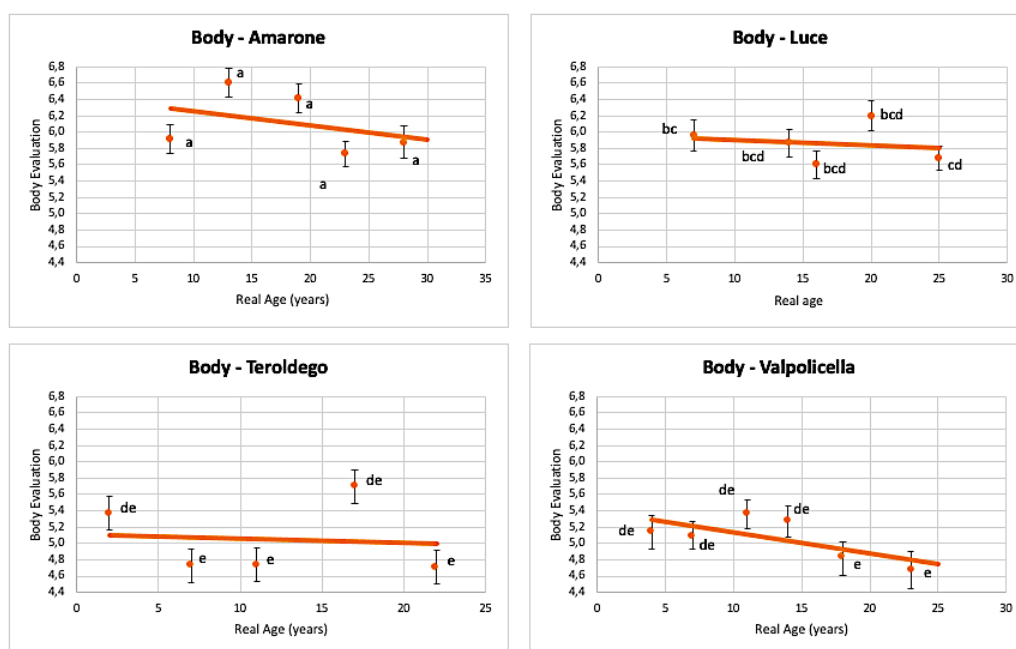 Body - Amarone
Body Evaluation
6,8
6,6
6,4
6,2
6,0
5,8
5,6
5,4
5,2
5,0
4,8
4,6
4,4
a
a
a
a
a
0
5
10
15
20
25
30
35
Real Age (years)
Body - Luce
Body Evaluation
6,8
6,6
6,4
6,2
6,0
5,8
5,6
5,4
5,2
5,0
4,8
4,6
4,4
bc
bcd
bcd
bcd
cd
0
5
10
15
20
25
30
Real age
Body - Teroldego
Body Evaluation
6,8
6,6
6,4
6,2
6,0
5,8
5,6
5,4
5,2
5,0
4,8
4,6
4,4
de
e
e
de
e
0
5
10
15
20
25
Real Age (years)
Body - Valpolicella
Body Evaluation
6,8
6,6
6,4
6,2
6,0
5,8
5,6
5,4
5,2
5,0
4,8
4,6
4,4
de
de
de
de
e
e
0
5
10
15
20
25
30
Real Age (years)